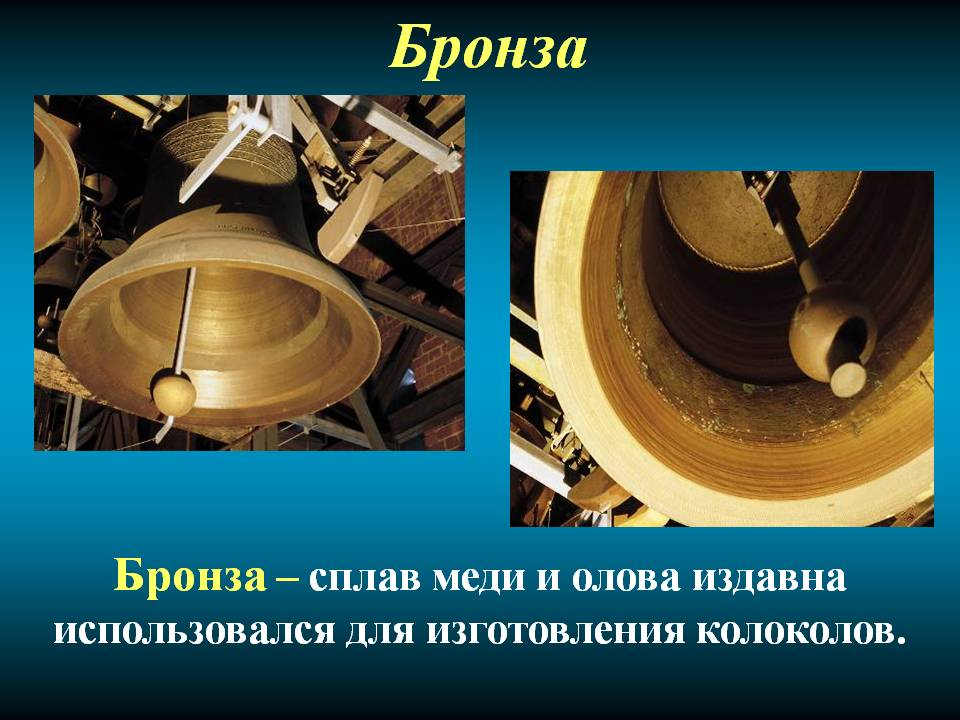 Бронза
Бронза – сплав меди и олова издавна
использовался для изготовления колоколов.